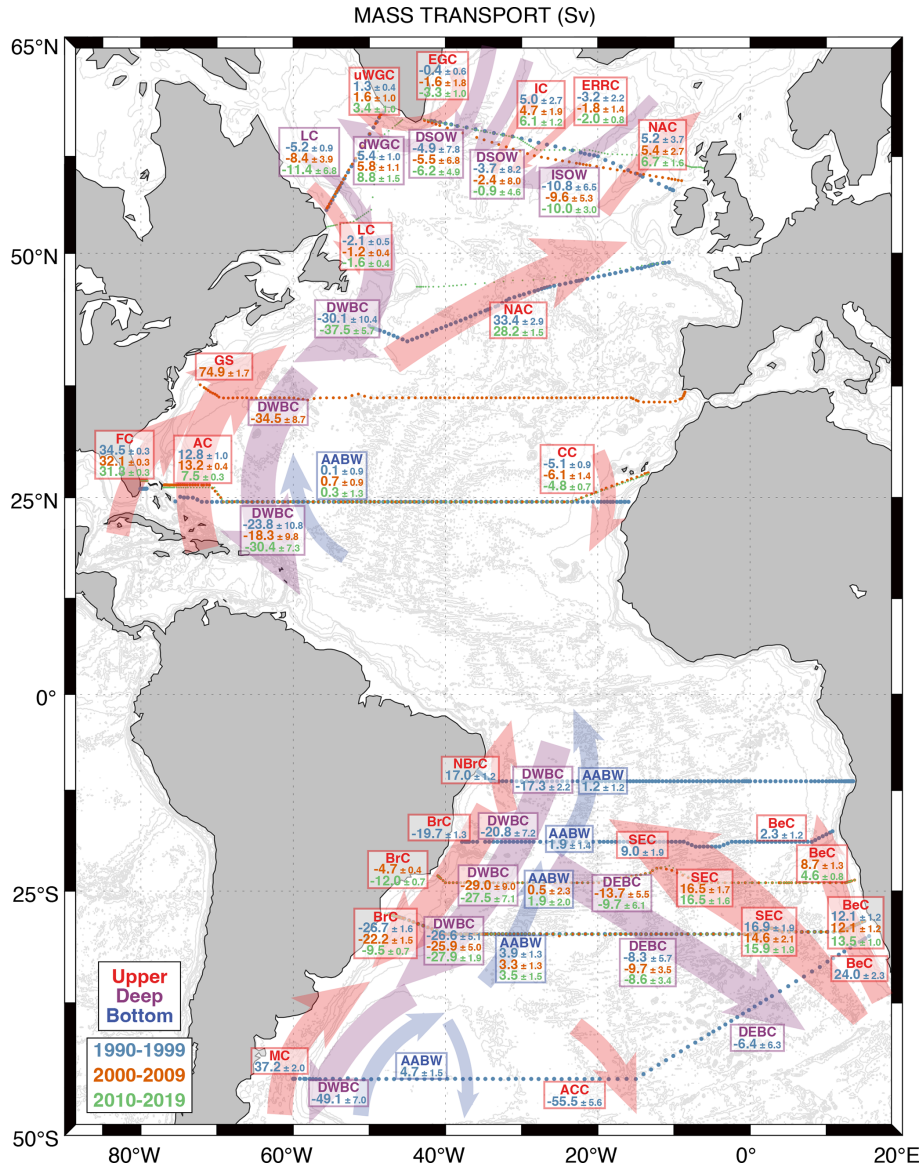 MASS TRANSPORT (Sv)
65°N
50°N
25°N
0°
25°S
50°S
80°W
60°W
40°W
20°W
0°
20°E
uWGC
1.3 ± 0.4
1.6 ± 1.0
3.4 ± 1.0
EGC
-0.4 ± 0.6
-1.6 ± 1.8
-3.3 ± 1.0
IC
5.0 ± 2.7
4.7 ± 1.9
6.1 ± 1.2
ERRC
-3.2 ± 2.2
-1.8 ± 1.4
-2.0 ± 0.8
NAC
5.2 ± 3.7
5.4 ± 2.7
6.7 ± 1.6
LC
-5.2 ± 0.9
-8.4 ± 3.9
-11.4 ± 6.8
dWGC
5.4 ± 1.0
5.8 ± 1.1
8.8 ± 1.5
DSOW
-4.9 ± 7.8
-5.5 ± 6.8
-6.2 ± 4.9
DSOW
-3.7 ± 8.2
-2.4 ± 8.0
-0.9 ± 4.6
ISOW
-10.8 ± 6.5
-9.6 ± 5.3
-10.0 ± 3.0
LC
-2.1 ± 0.5
-1.2 ± 0.4
-1.6 ± 0.4
DWBC
-30.1 ± 10.4
-37.5 ± 5.7
NAC
33.4 ± 2.9
28.2 ± 1.5
GS
74.9 ± 1.7
DWBC
-34.5 ± 8.7
FC
34.5 ± 0.3
32.1 ± 0.3
31.3 ± 0.3
AC
12.8 ± 1.0
13.2 ± 0.4
7.5 ± 0.3
AABW
0.1 ± 0.9
0.7 ± 0.9
0.3 ± 1.3
CC
-5.1 ± 0.9
-6.1 ± 1.4
-4.8 ± 0.7
DWBC
-23.8 ± 10.8
-18.3 ± 9.8
-30.4 ± 7.3
NBrC
17.0 ± 1.2
DWBC
-17.3 ± 2.2
AABW
1.2 ± 1.2
BrC
-19.7 ± 1.3
DWBC
-20.8 ± 7.2
AABW
1.9 ± 1.4
SEC
9.0 ± 1.9
BeC
2.3 ± 1.2
BrC
-4.7 ± 0.4
-12.0 ± 0.7
DWBC
-29.0 ± 9.0
-27.5 ± 7.1
AABW
0.5 ± 2.3
1.9 ± 2.0
DEBC
-13.7 ± 5.5
-9.7 ± 6.1
SEC
16.5 ± 1.7
16.5 ± 1.6
BeC
8.7 ± 1.3
4.6 ± 0.8
BrC
-26.7 ± 1.6
-22.2 ± 1.5
-9.5 ± 0.7
DWBC
-26.6 ± 5.1
-25.9 ± 5.0
-27.9 ± 1.9
AABW
3.9 ± 1.3
3.3 ± 1.3
3.5 ± 1.5
DEBC
-8.3 ± 5.7
-9.7 ± 3.5
-8.6 ± 3.4
SEC
16.9 ± 1.9
14.6 ± 2.1
15.9 ± 1.9
BeC
12.1 ± 1.2
12.1 ± 1.2
13.5 ± 1.0
BeC
24.0 ± 2.3
DEBC
-6.4 ± 6.3
MC
37.2 ± 2.0
DWBC
-49.1 ± 7.0
AABW
4.7 ± 1.5
ACC
-55.5 ± 5.6
Upper
Deep
Bottom
1990-1999
2000-2009
2010-2019